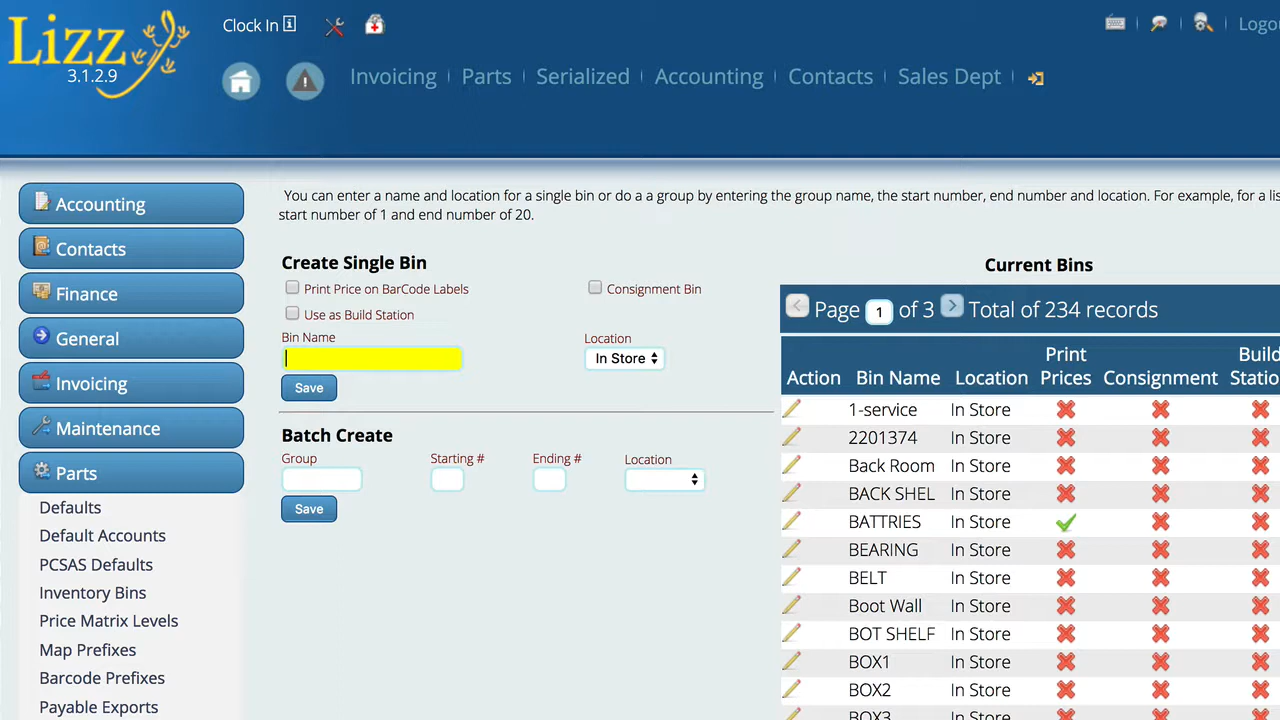 Lizzy
3.1.2.9
Clock In
Invoicing
Parts
Serialized
Accounting
Contacts
Sales Dept
Accounting
Contacts
Finance
General
Invoicing
Maintenance
Parts
Defaults
Default Accounts
PCSAS Defaults
Inventory Bins
Price Matrix Levels
Map Prefixes
Barcode Prefixes
Payable Exports
You can enter a name and location for a single bin or do a a group by entering the group name, the start number, end number and location. For example, for a
start number of 1 and end number of 20.
Create Single Bin
Print Price on BarCode Labels
Consignment Bin
Use as Build Station
Bin Name
Location
In Store
Save
Batch Create
Group
Starting #
Ending #
Location
Save
Current Bins
Page 1 of 3 Total of 234 records
Action Bin Name Location Print Prices Consignment Build
1-service In Store
2201374 In Store
Back Room In Store
BACK SHEL In Store
BATTRIES In Store
BEARING In Store
BELT In Store
Boot Wall In Store
BOT SHELF In Store
BOX1 In Store
BOX2 In Store
BOX3 In Store